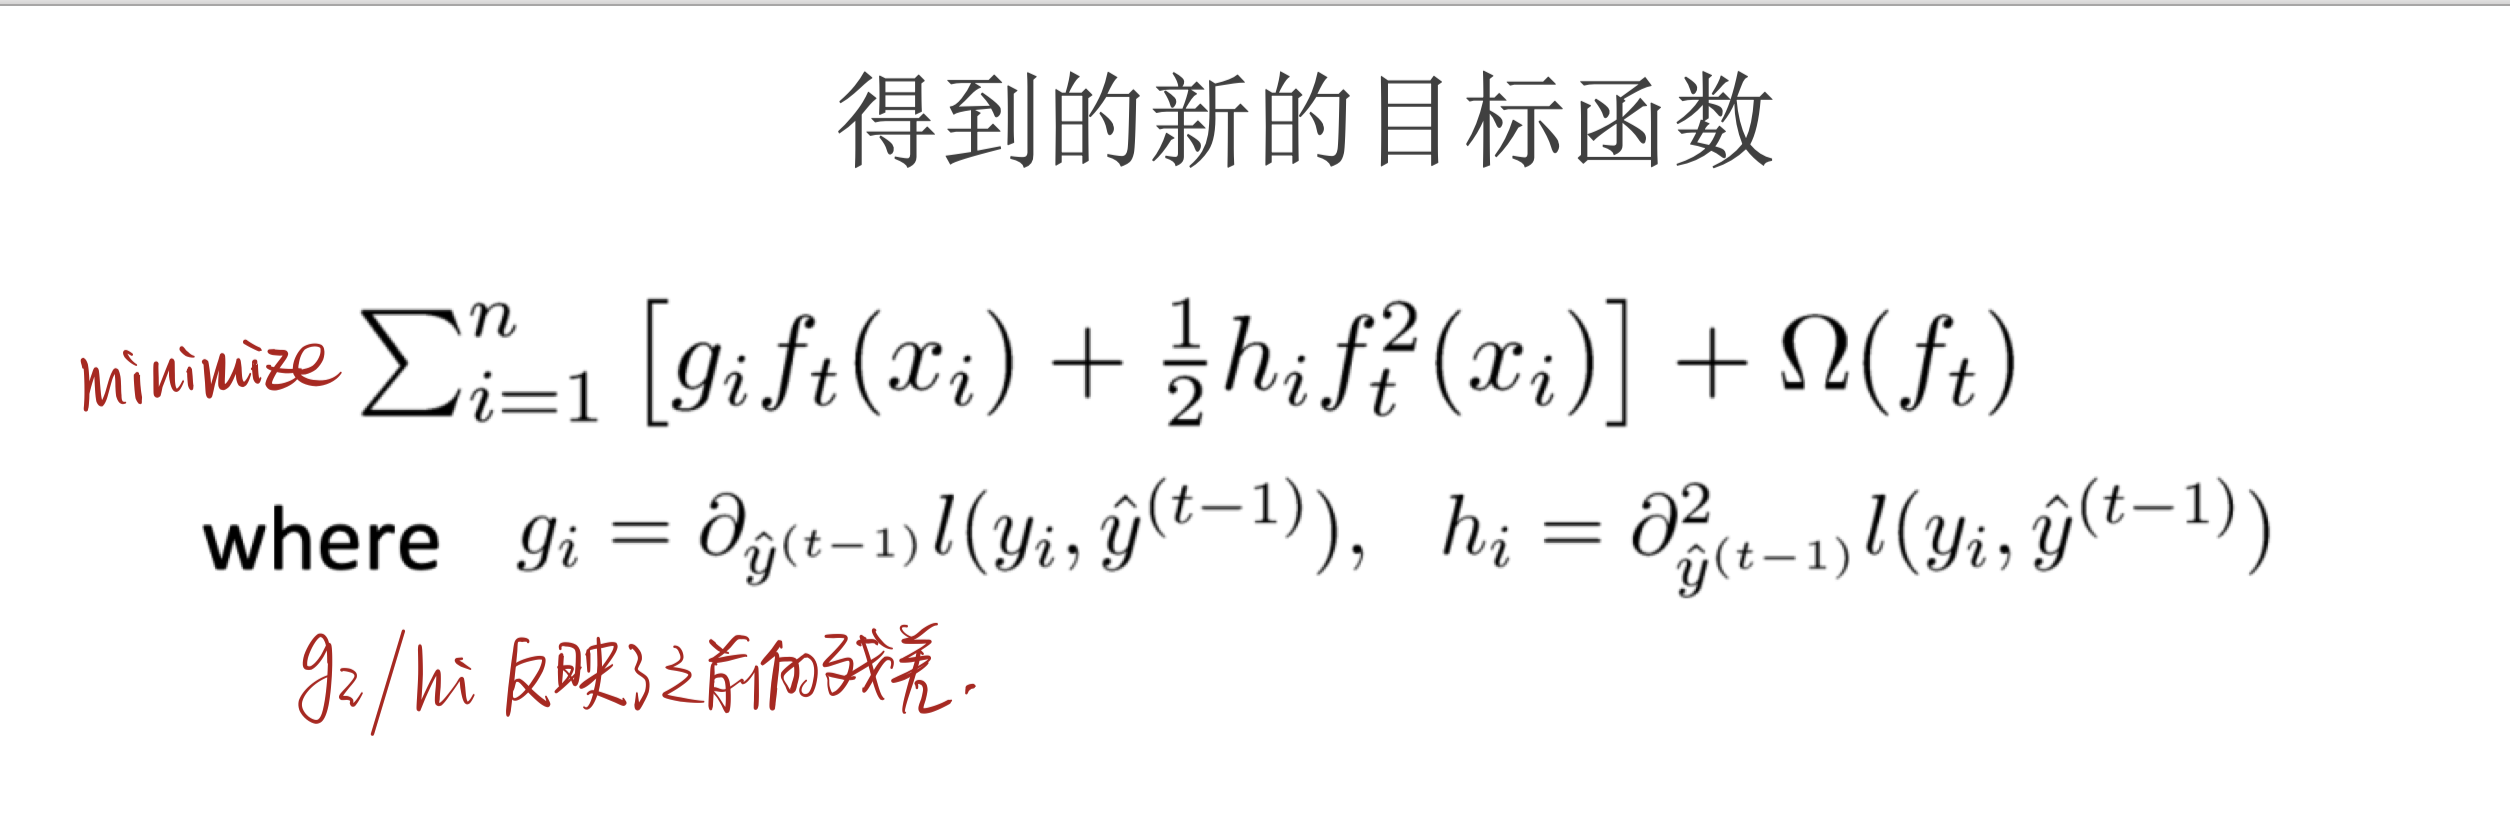 得到的新的目标函数
minimize $\sum_{i=1}^{n} \left[ g_i f_t(x_i) + \frac{1}{2} h_i f_t^2(x_i) \right] + \Omega(f_t)$
where $g_i = \partial_{\hat{y}^{(t-1)}} l(y_i, \hat{y}^{(t-1)}), \quad h_i = \partial^2_{\hat{y}^{(t-1)}} l(y_i, \hat{y}^{(t-1)})$
gi/hi 反映了之前的残差.